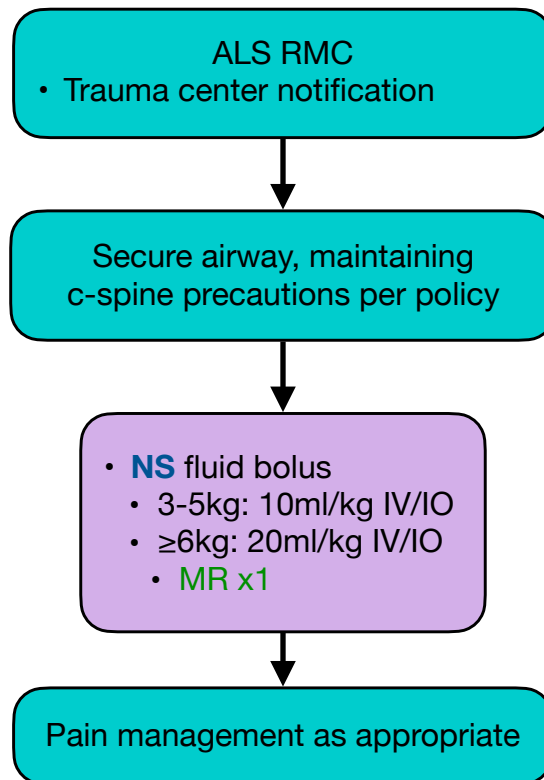 ALS RMC
• Trauma center notification
Secure airway, maintaining
c-spine precautions per policy
• NS fluid bolus
• 3-5kg: 10ml/kg IV/IO
• ≥6kg: 20ml/kg IV/IO
• MR x1
Pain management as appropriate